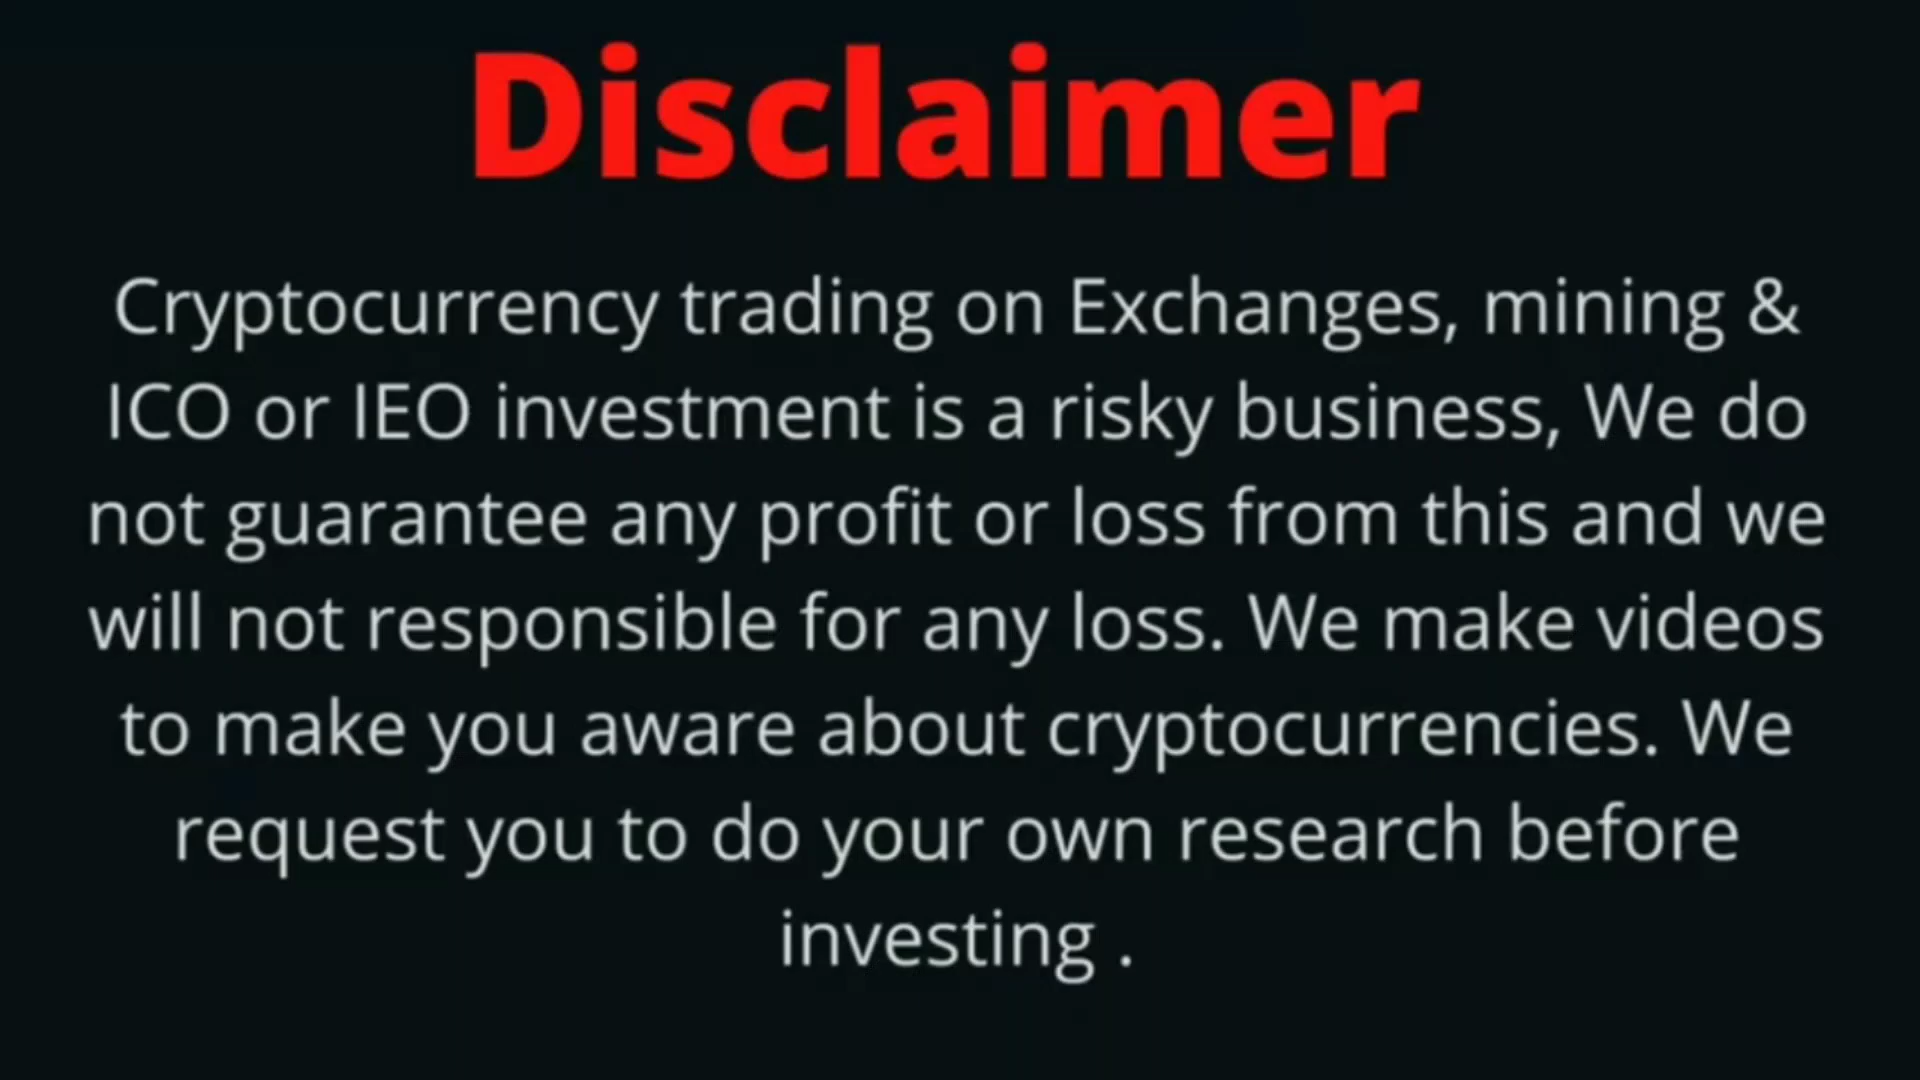 Disclaimer
Cryptocurrency trading on Exchanges, mining &
ICO or IEO investment is a risky business, We do
not guarantee any profit or loss from this and we
will not responsible for any loss. We make videos
to make you aware about cryptocurrencies. We
request you to do your own research before
investing .